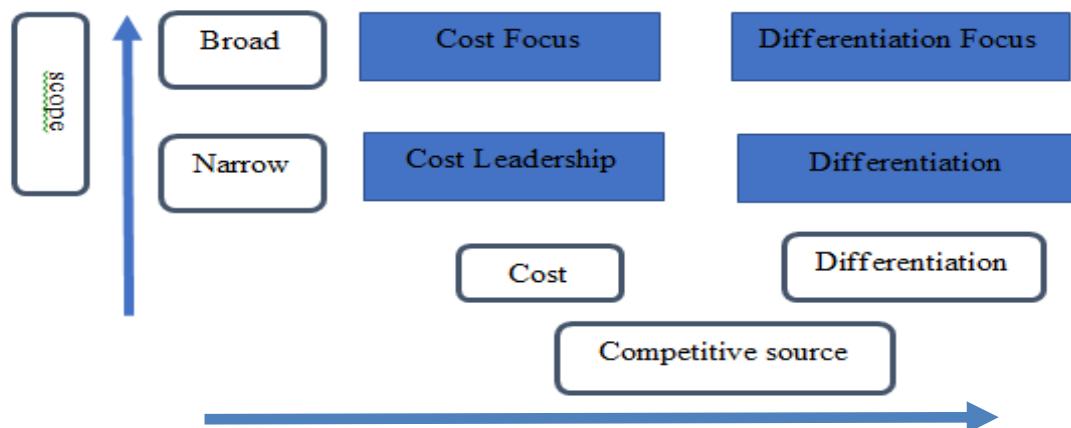 scope
Broad
Cost Focus
Differentiation Focus
Narrow
Cost Leadership
Differentiation
Cost
Differentiation
Competitive source